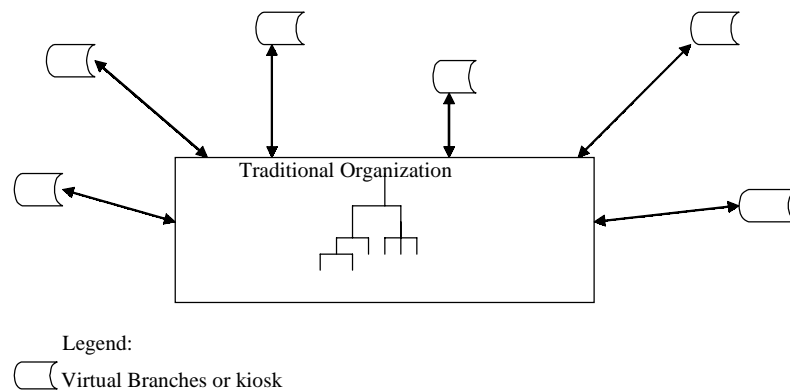 Traditional Organization
Legend:
Virtual Branches or kiosk